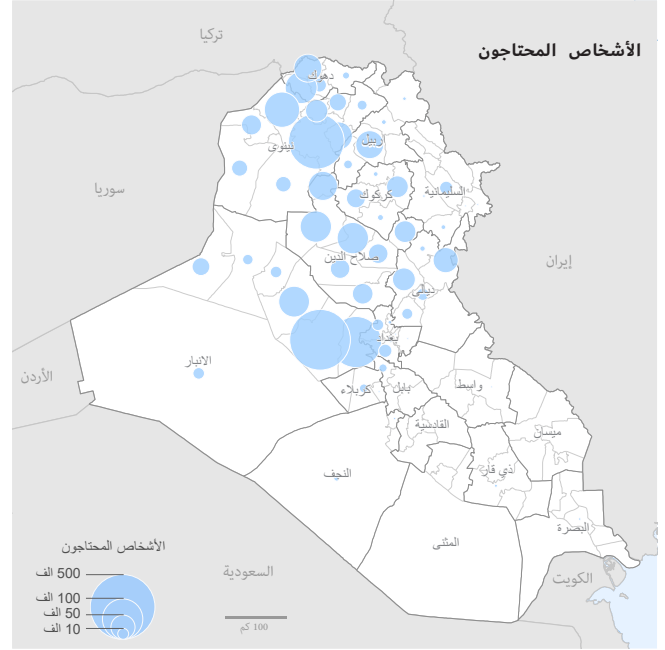 الأشخاص المحتاجون
تركيا
دهوك
نينوى
اربيل
سوريا
كركوك
السليمانية
إيران
صلاح الدين
ديالى
بغداد
الانبار
الأردن
كربلاء
بابل
واسط
القادسية
ميسان
النجف
ذي قار
البصرة
المثنى
السعودية
الكويت
الأشخاص المحتاجون
500 الف
100 الف
50 الف
10 الف
100 كم